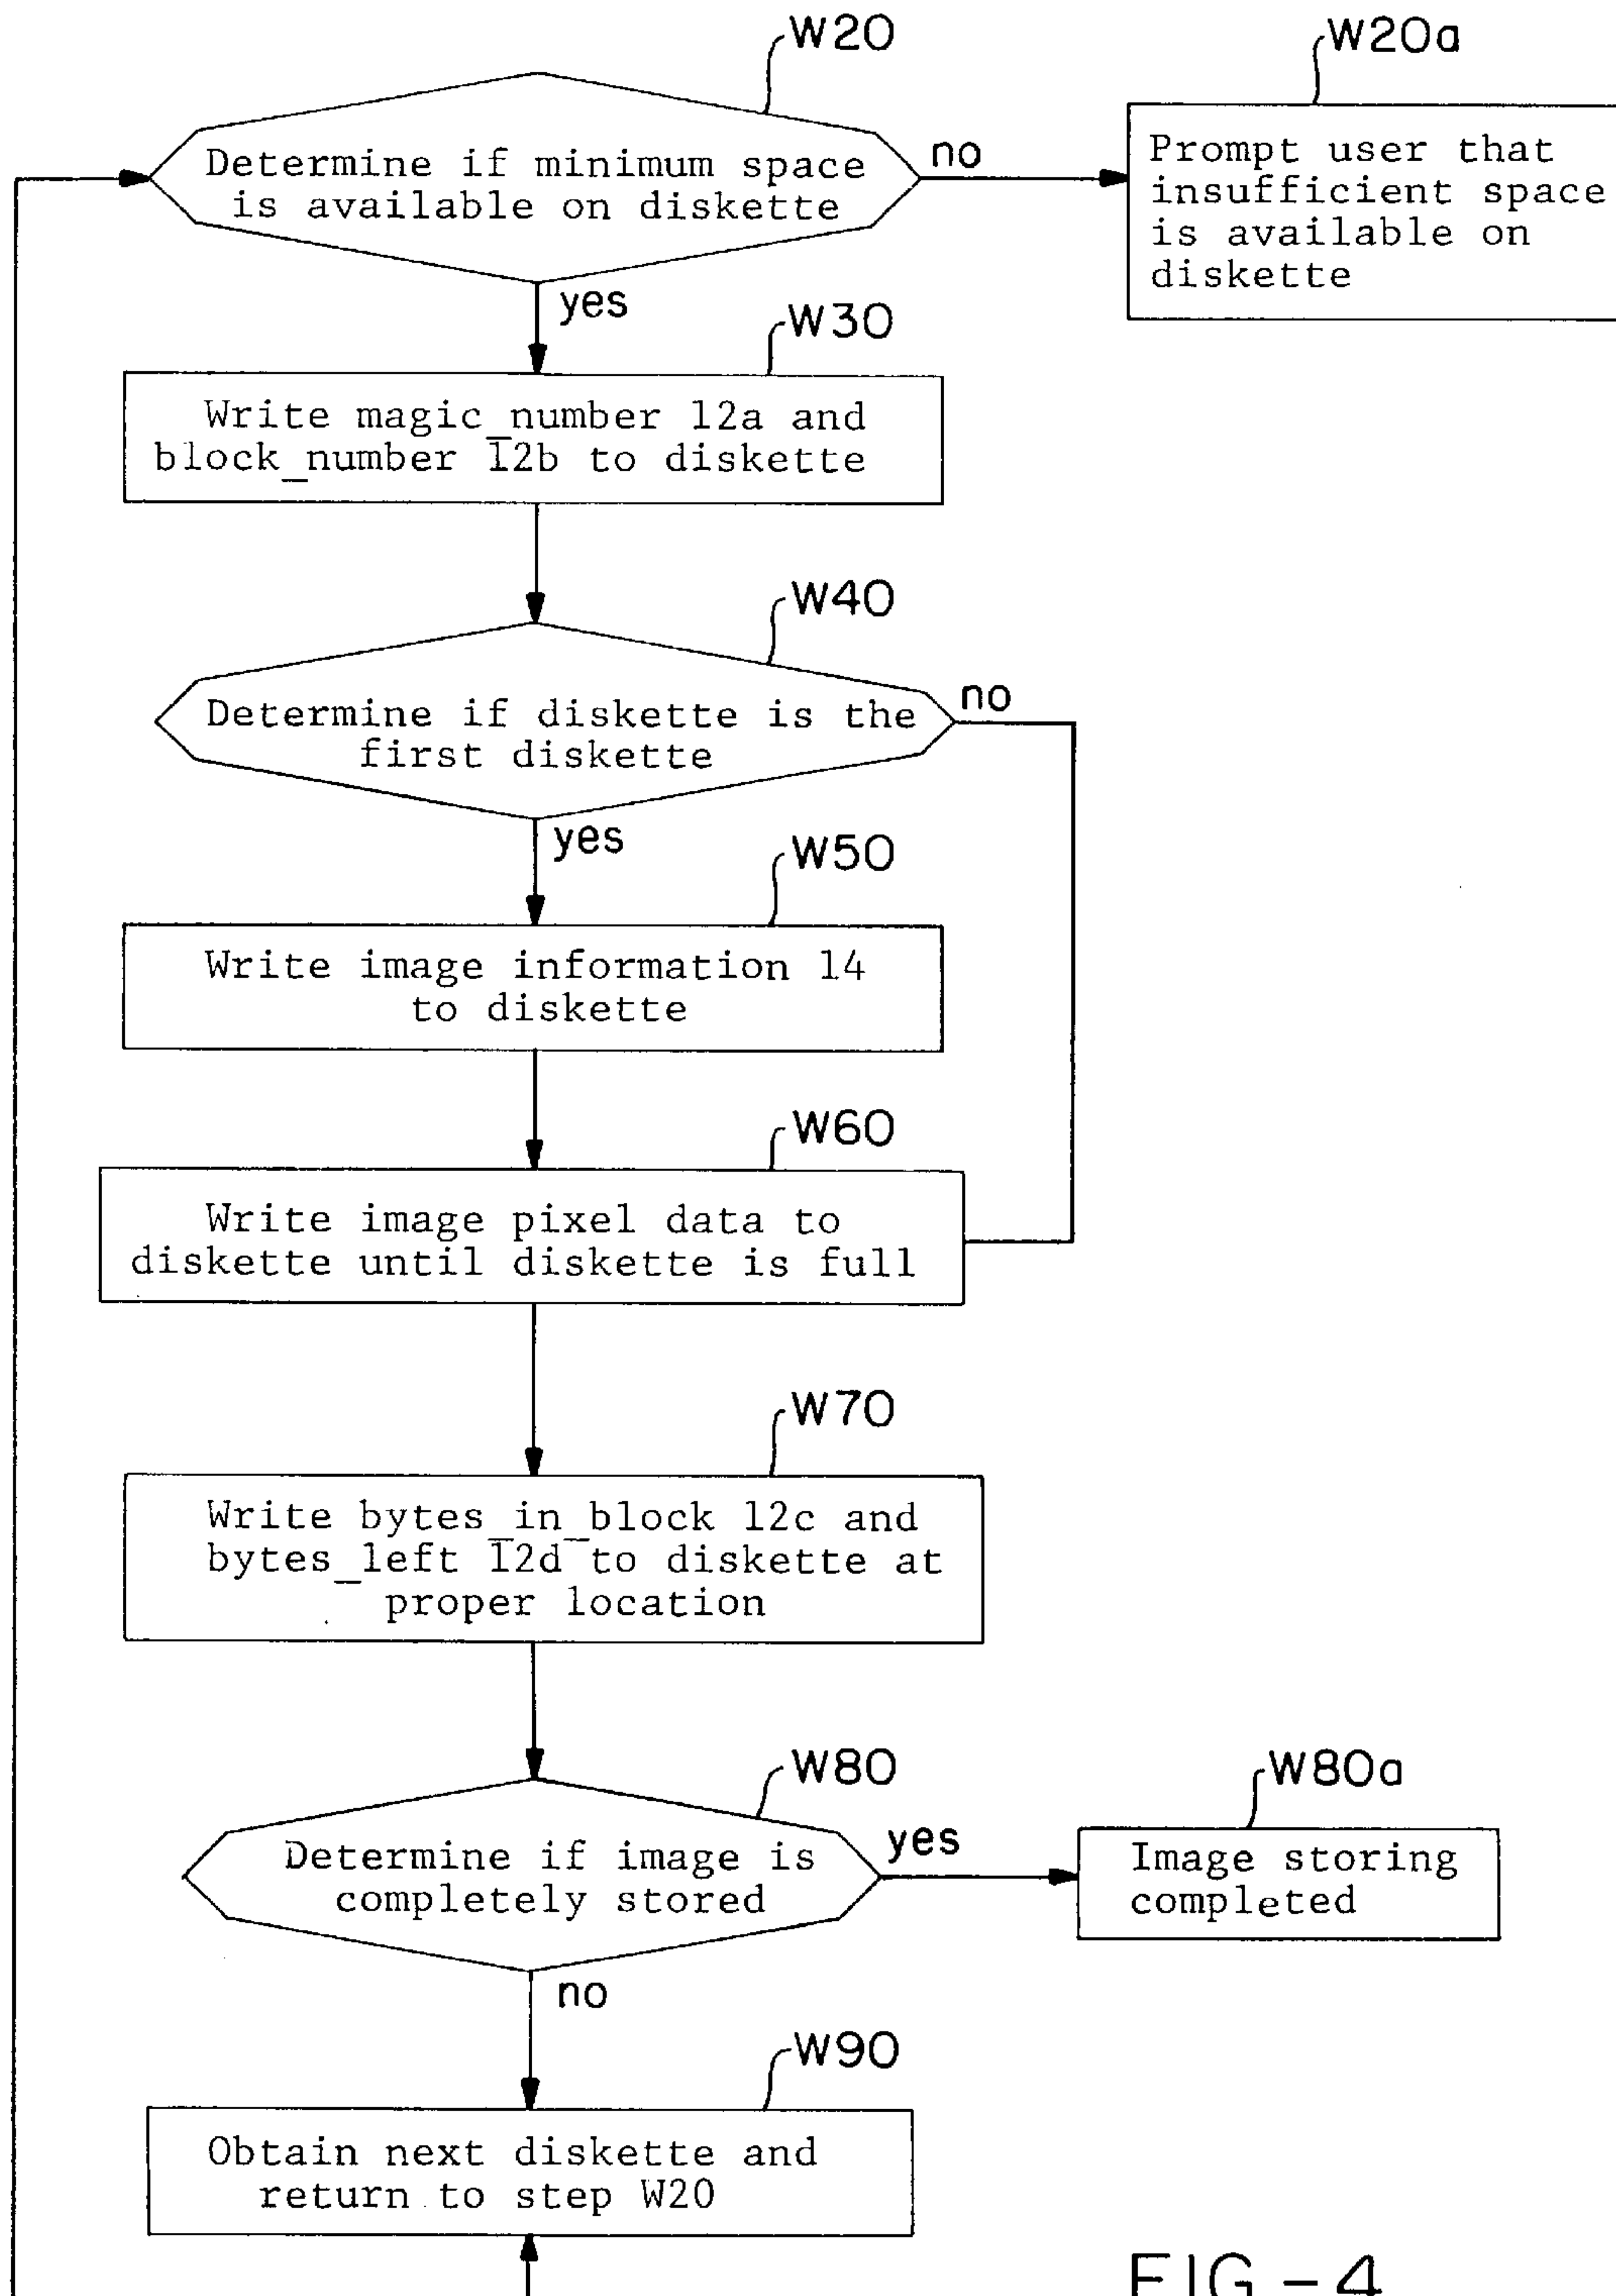 W20
Determine if minimum space
is available on diskette
no
W20a
Prompt user that
insufficient space
is available on
diskette
yes
W30
Write magic_number 12a and
block_number 12b to diskette
W40
Determine if diskette is the
first diskette
no
yes
W50
Write image information 14
to diskette
W60
Write image pixel data to
diskette until diskette is full
W70
Write bytes_in_block 12c and
bytes_left 12d to diskette at
proper location
W80
Determine if image is
completely stored
yes
W80a
Image storing
completed
no
W90
Obtain next diskette and
return to step W20
FIG-4